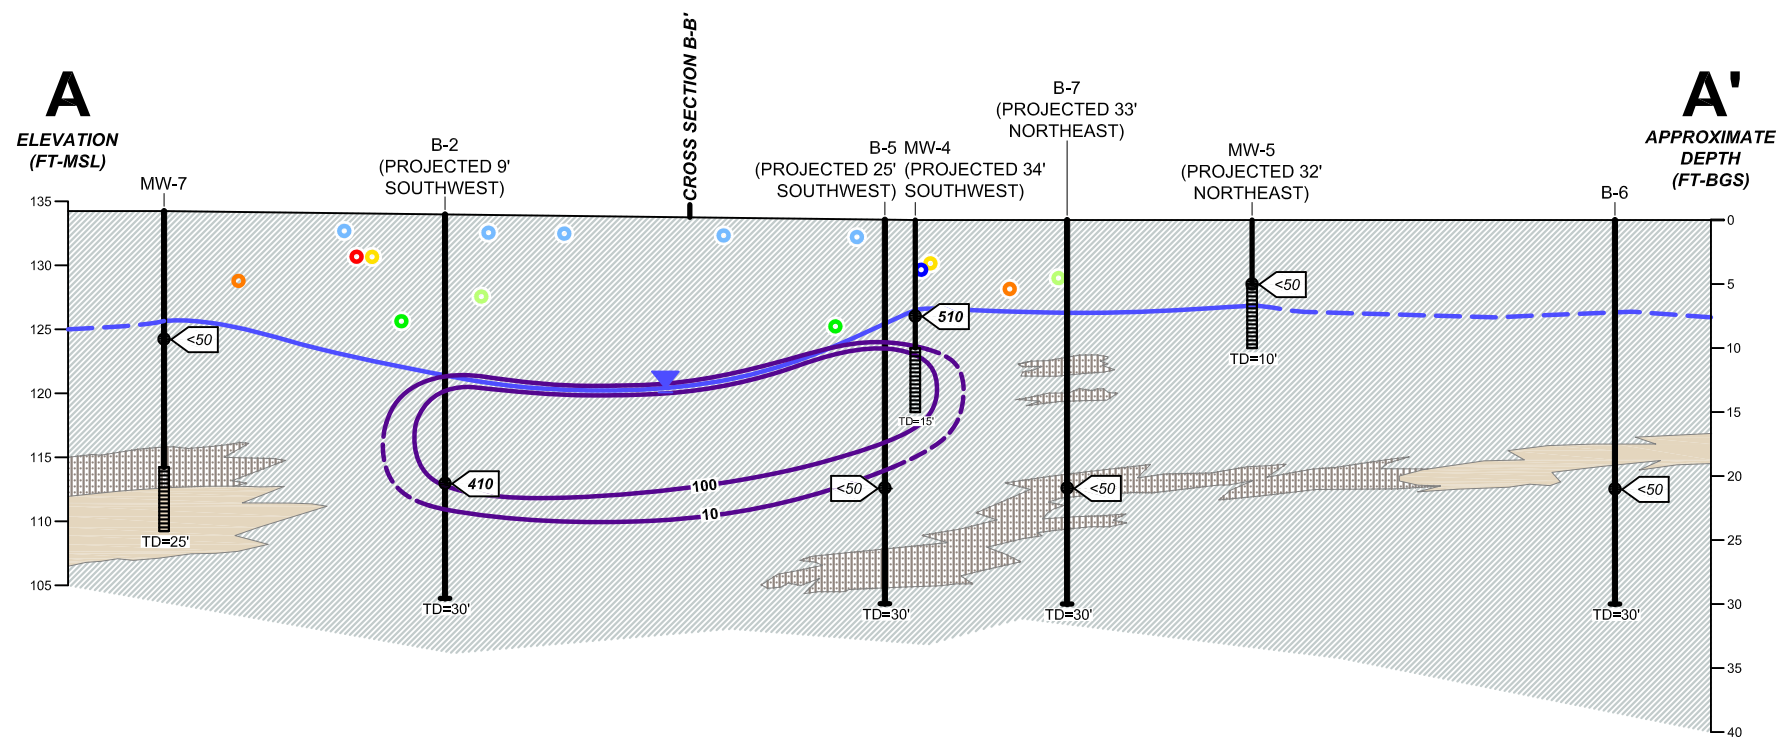 A
ELEVATION
(FT-MSL)
MW-7
B-2
(PROJECTED 9'
SOUTHWEST)
CROSS SECTION B-B'
B-5
(PROJECTED 25'
SOUTHWEST)
MW-4
(PROJECTED 34'
SOUTHWEST)
B-7
(PROJECTED 33'
NORTHEAST)
MW-5
(PROJECTED 32'
NORTHEAST)
B-6
A'
APPROXIMATE
DEPTH
(FT-BGS)
135
130
125
120
115
110
105
0
5
10
15
20
25
30
35
40
<50
410
<50
510
<50
<50
<50
100
10
TD=25'
TD=30'
TD=30'
TD=15'
TD=30'
TD=10'
TD=30'